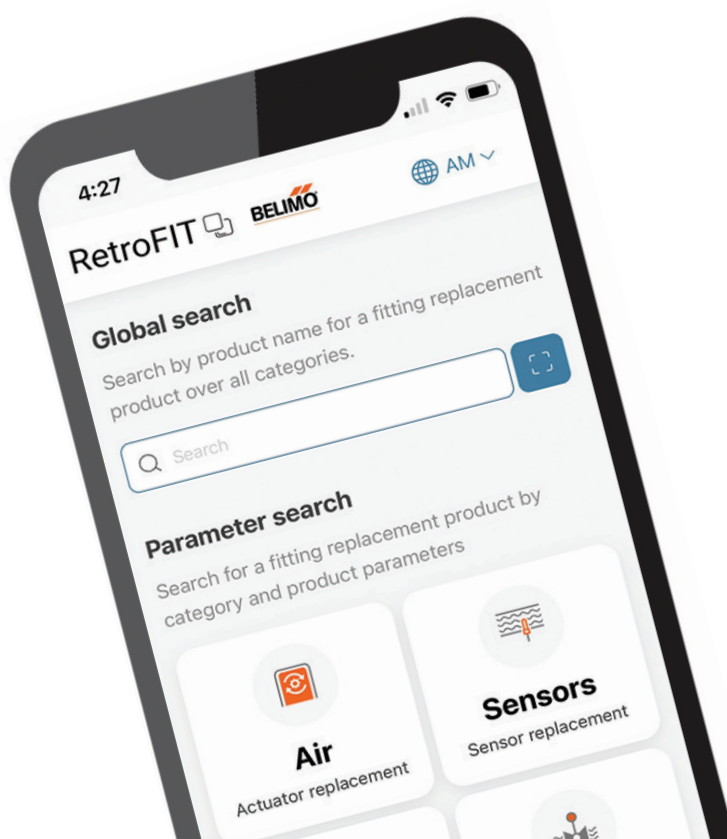 4:27
RetroFIT BELIMO AM
Global search
Search by product name for a fitting replacement
product over all categories.
Search
Parameter search
Search for a fitting replacement product by
category and product parameters
Air
Actuator replacement
Sensors
Sensor replacement